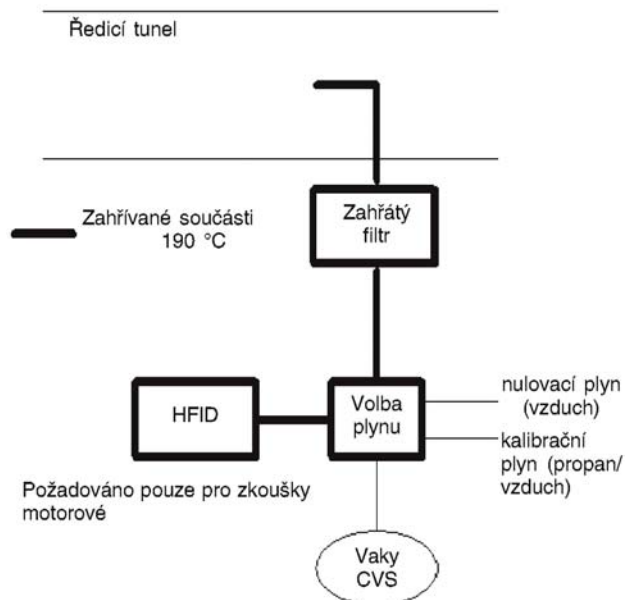 Ředicí tunel
Zahřívané součásti
190 °C
Zahřátý
filtr
HFID
Volba
plynu
nulovací plyn
(vzduch)
kalibrační
plyn (propan/
vzduch)
Požadováno pouze pro zkoušky
motorové
Vaky
CVS